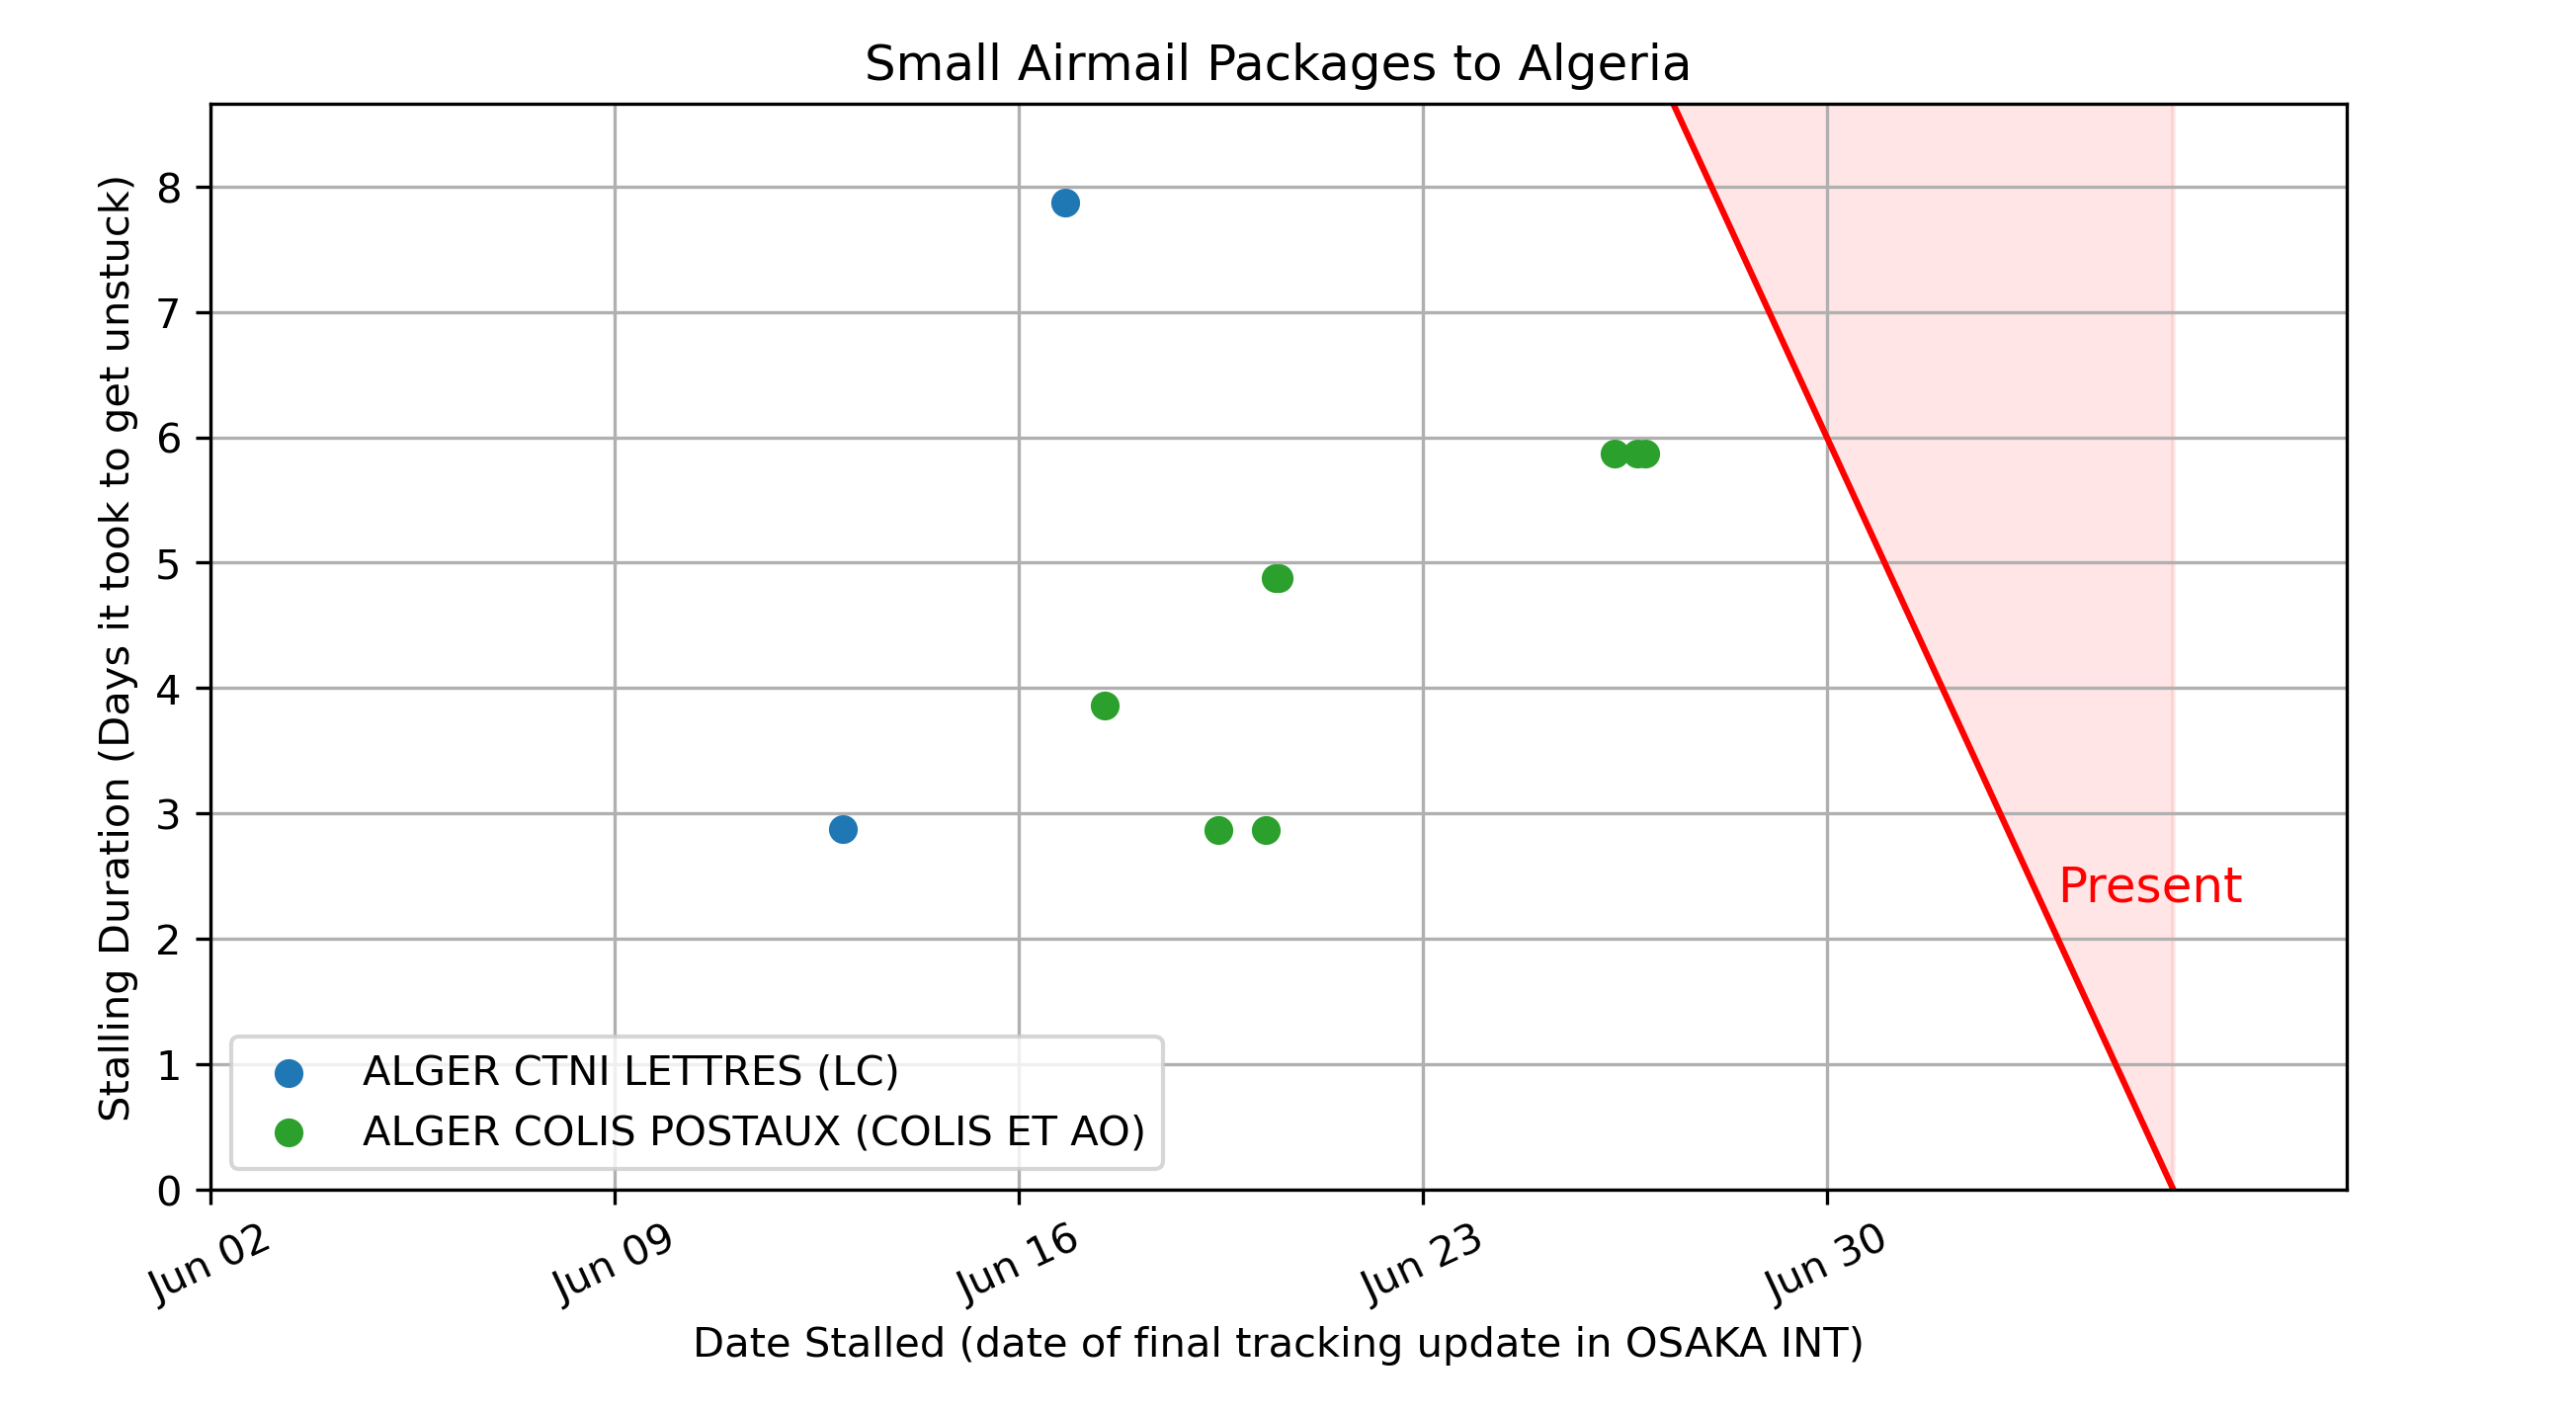 Small Airmail Packages to Algeria
Stalling Duration (Days it took to get unstuck)
8
7
6
5
4
3
2
1
0
Present
ALGER CTNI LETTRES (LC)
ALGER COLIS POSTAUX (COLIS ET AO)
Jun 02
Jun 09
Jun 16
Jun 23
Jun 30
Date Stalled (date of final tracking update in OSAKA INT)